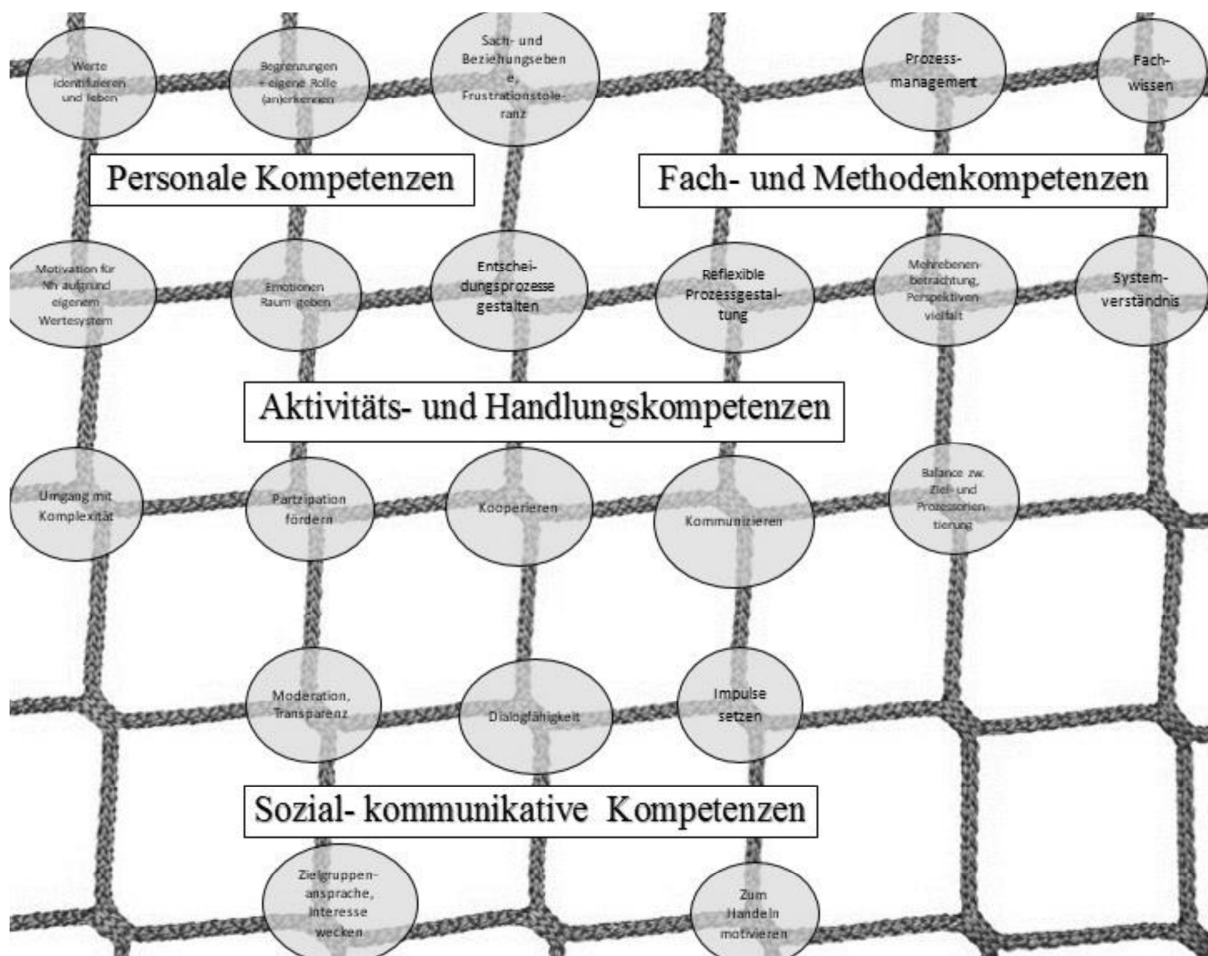 Werte
identifizieren
und leben
Begrenzungen
+ eigene Rolle
(an)erkennen
Sach- und
Beziehungseben
e,
Frustrationstole-
ranz
Prozess-
management
Fach-
wissen
Personale Kompetenzen
Fach- und Methodenkompetenzen
Motivation für
Nh aufgrund
eigenem
Wertesystem
Emotionen
Raum geben
Entschei-
dungsprozesse
gestalten
Reflexible
Prozessgestal-
tung
Mehrebenen-
betrachtung,
Perspektiven-
vielfalt
System-
verständnis
Aktivitäts- und Handlungskompetenzen
Umgang mit
Komplexität
Partzipation
fördern
Kooperieren
Kommunizieren
Balance zw.
Ziel- und
Prozessorien-
tierung
Moderation,
Transparenz
Dialogfähigkeit
Impulse
setzen
Sozial- kommunikative Kompetenzen
Zielgruppen-
ansprache,
Interesse
wecken
Zum
Handeln
motivieren